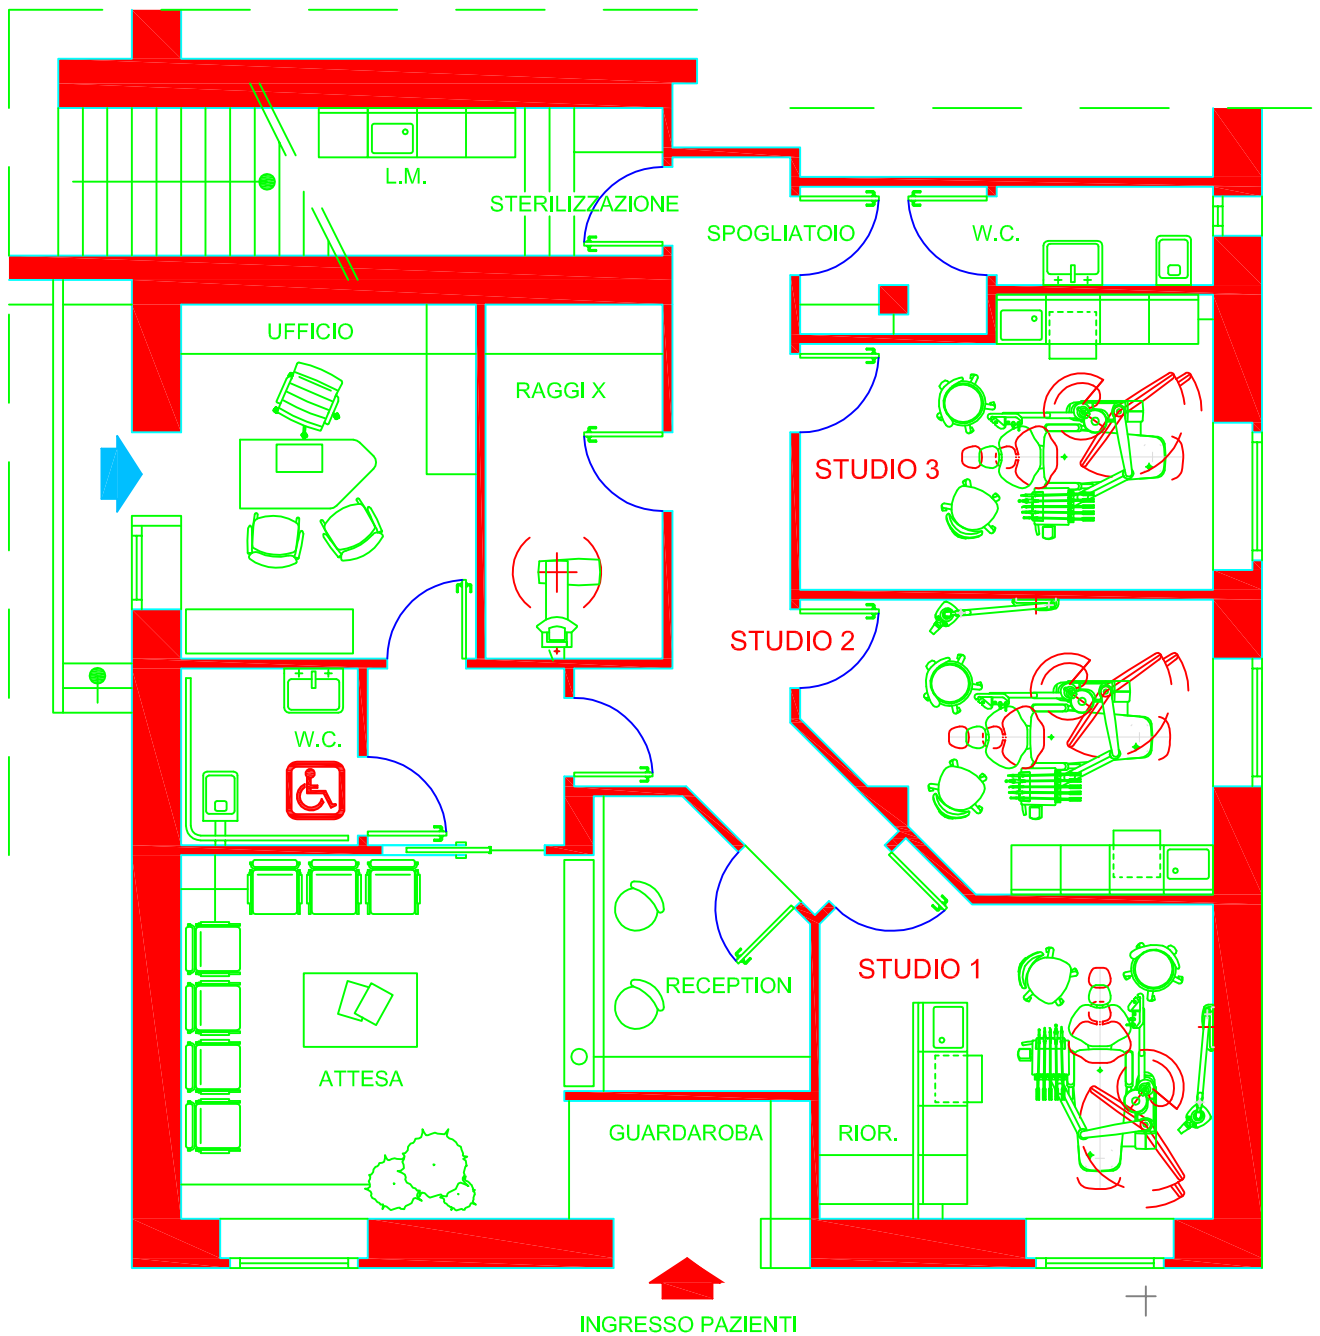 L.M.
STERILIZZAZIONE
SPOGLIATOIO
W.C.
UFFICIO
RAGGI X
STUDIO 3
STUDIO 2
W.C.
STUDIO 1
RECEPTION
ATTESA
GUARDAROBA
RIOR.
INGRESSO PAZIENTI